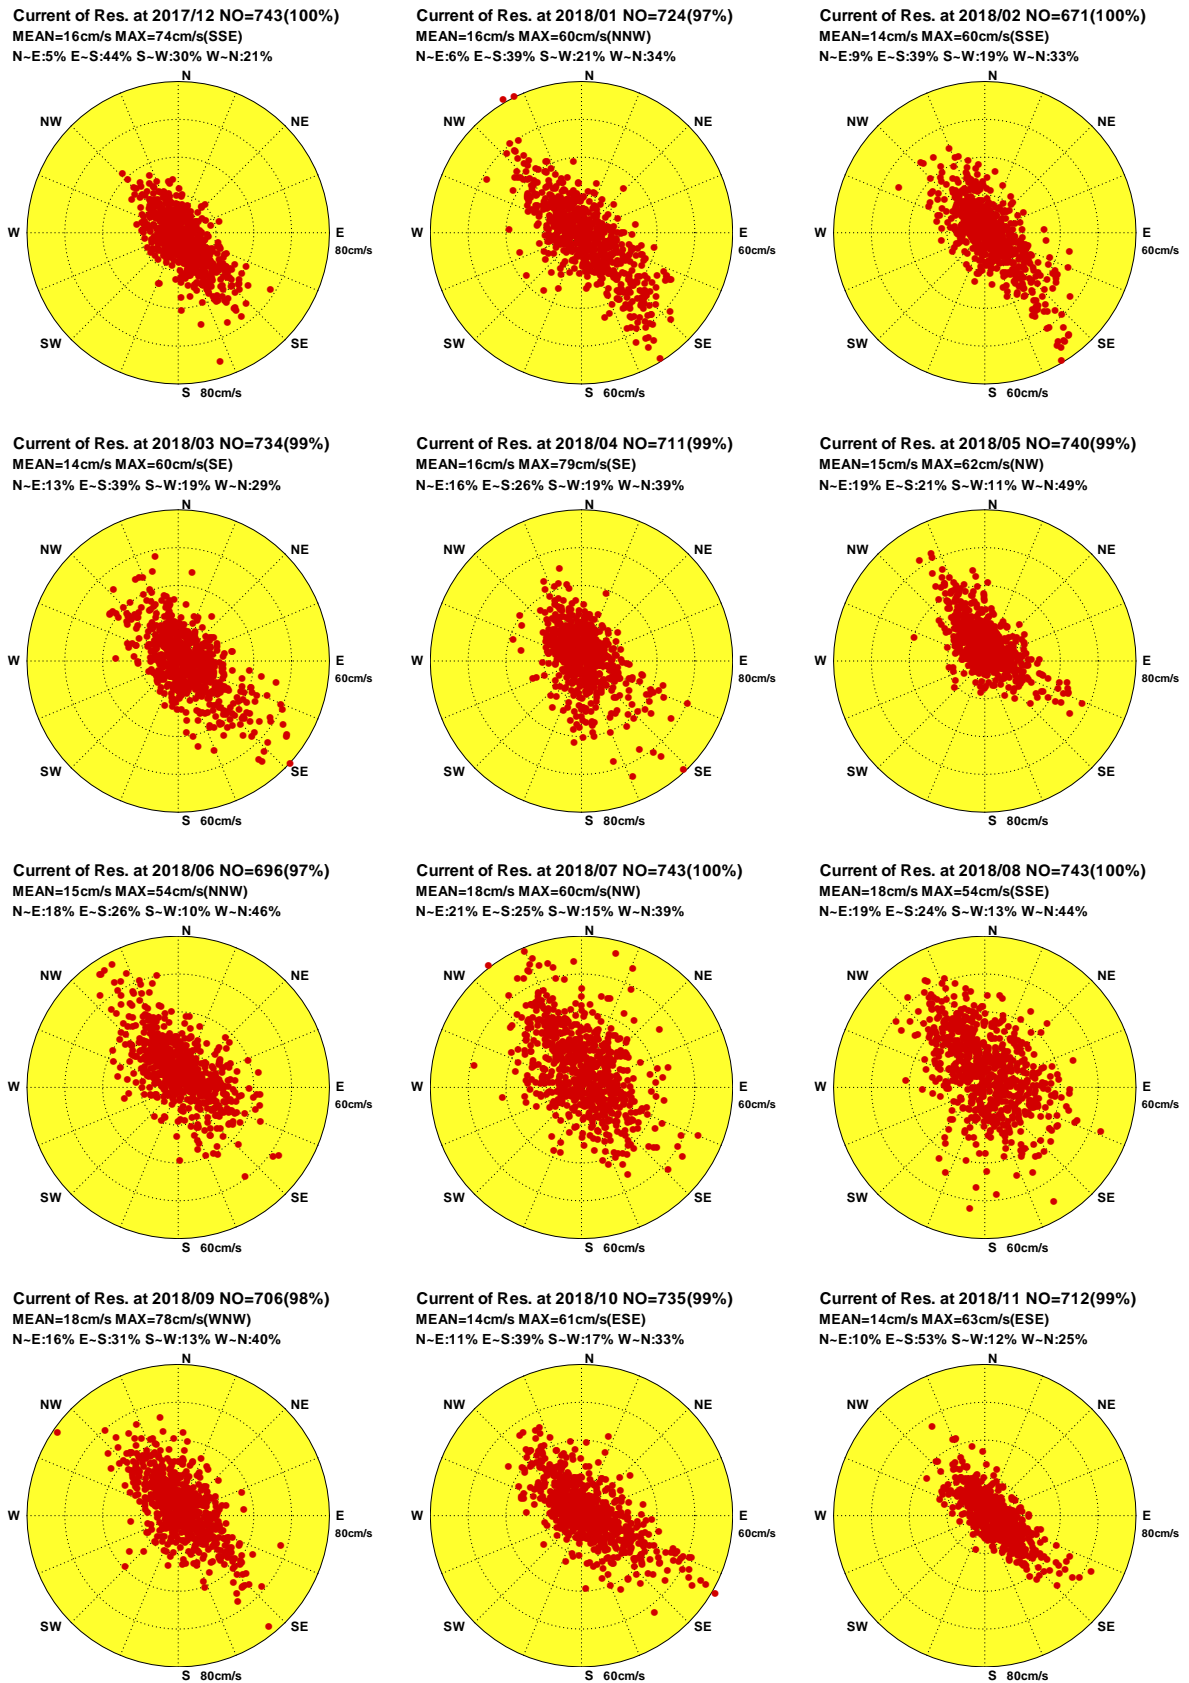 Current of Res. at 2017/12 NO=743(100%)
MEAN=16cm/s MAX=74cm/s(SSE)
N~E:5% E~S:44% S~W:30% W~N:21%
N
NW
NE
W
E
80cm/s
SW
SE
S 80cm/s
Current of Res. at 2018/01 NO=724(97%)
MEAN=16cm/s MAX=60cm/s(NNW)
N~E:6% E~S:39% S~W:21% W~N:34%
N
NW
NE
W
E
60cm/s
SW
SE
S 60cm/s
Current of Res. at 2018/02 NO=671(100%)
MEAN=14cm/s MAX=60cm/s(SSE)
N~E:9% E~S:39% S~W:19% W~N:33%
N
NW
NE
W
E
60cm/s
SW
SE
S 60cm/s
Current of Res. at 2018/03 NO=734(99%)
MEAN=14cm/s MAX=60cm/s(SE)
N~E:13% E~S:39% S~W:19% W~N:29%
N
NW
NE
W
E
60cm/s
SW
SE
S 60cm/s
Current of Res. at 2018/04 NO=711(99%)
MEAN=16cm/s MAX=79cm/s(SE)
N~E:16% E~S:26% S~W:19% W~N:39%
N
NW
NE
W
E
80cm/s
SW
SE
S 80cm/s
Current of Res. at 2018/05 NO=740(99%)
MEAN=15cm/s MAX=62cm/s(NW)
N~E:19% E~S:21% S~W:11% W~N:49%
N
NW
NE
W
E
80cm/s
SW
SE
S 80cm/s
Current of Res. at 2018/06 NO=696(97%)
MEAN=15cm/s MAX=54cm/s(NNW)
N~E:18% E~S:26% S~W:10% W~N:46%
N
NW
NE
W
E
60cm/s
SW
SE
S 60cm/s
Current of Res. at 2018/07 NO=743(100%)
MEAN=18cm/s MAX=60cm/s(NW)
N~E:21% E~S:25% S~W:15% W~N:39%
N
NW
NE
W
E
60cm/s
SW
SE
S 60cm/s
Current of Res. at 2018/08 NO=743(100%)
MEAN=18cm/s MAX=54cm/s(SSE)
N~E:19% E~S:24% S~W:13% W~N:44%
N
NW
NE
W
E
60cm/s
SW
SE
S 60cm/s
Current of Res. at 2018/09 NO=706(98%)
MEAN=18cm/s MAX=78cm/s(WNW)
N~E:16% E~S:31% S~W:13% W~N:40%
N
NW
NE
W
E
80cm/s
SW
SE
S 80cm/s
Current of Res. at 2018/10 NO=735(99%)
MEAN=14cm/s MAX=61cm/s(ESE)
N~E:11% E~S:39% S~W:17% W~N:33%
N
NW
NE
W
E
60cm/s
SW
SE
S 60cm/s
Current of Res. at 2018/11 NO=712(99%)
MEAN=14cm/s MAX=63cm/s(ESE)
N~E:10% E~S:53% S~W:12% W~N:25%
N
NW
NE
W
E
80cm/s
SW
SE
S 80cm/s